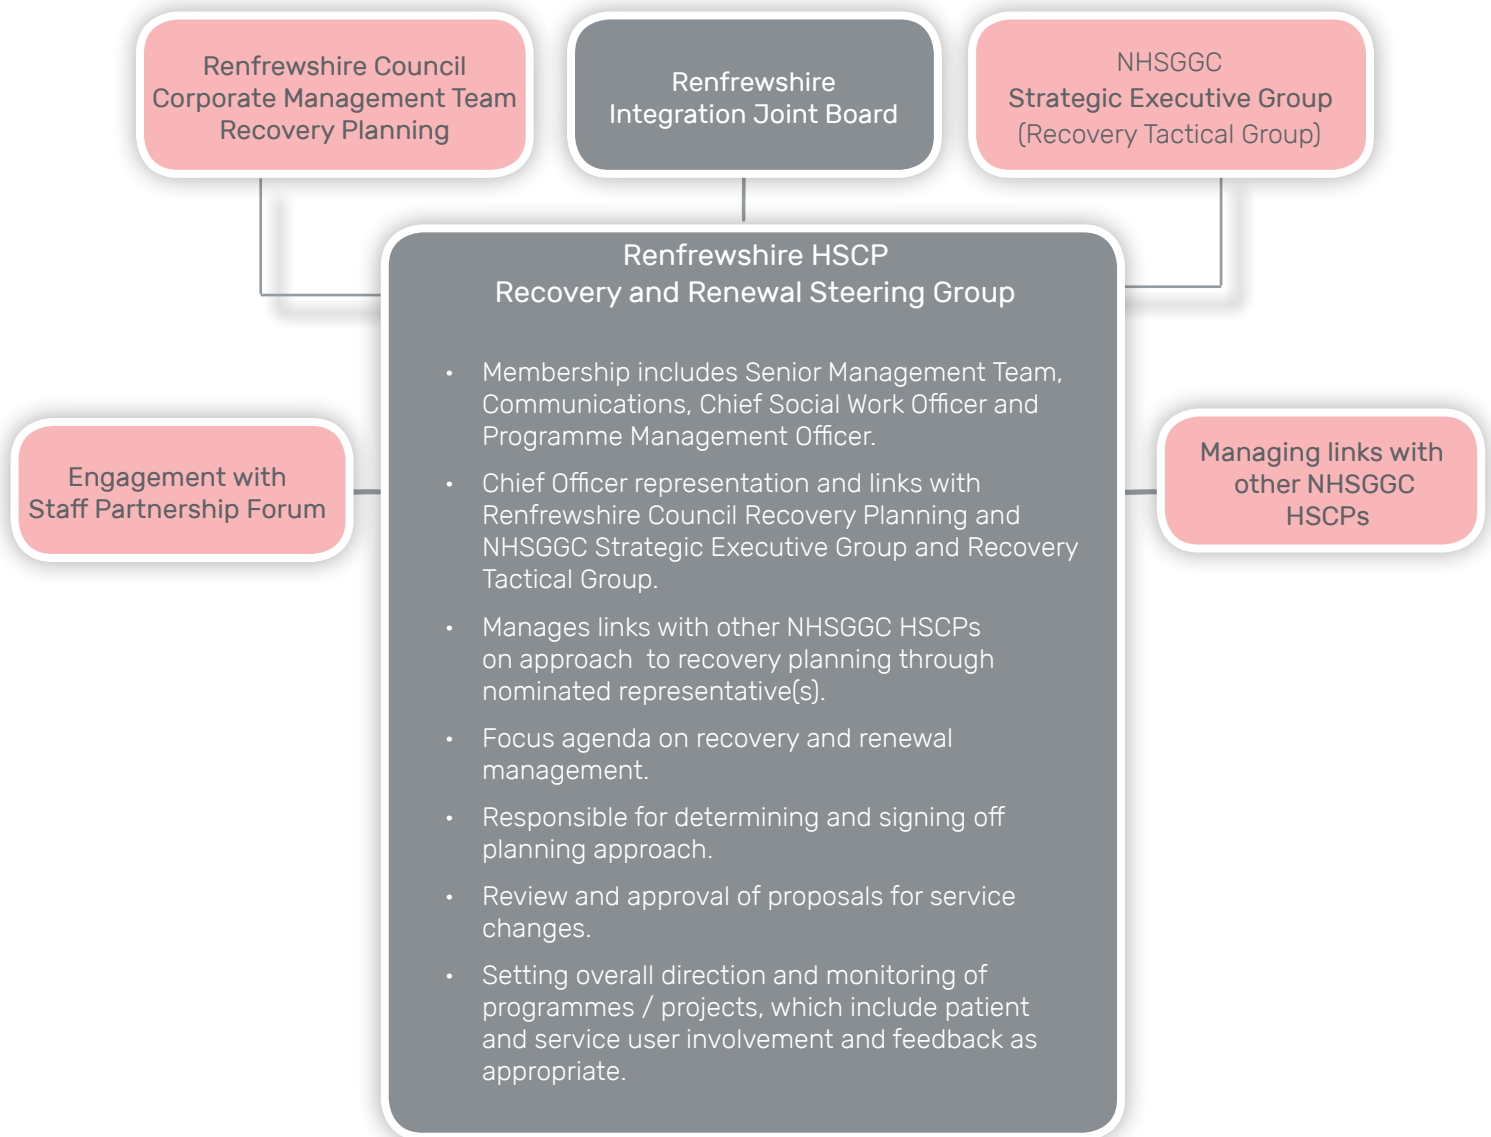 Renfrewshire Council
Corporate Management Team
Recovery Planning
Renfrewshire
Integration Joint Board
NHSGGC
Strategic Executive Group
(Recovery Tactical Group)
Renfrewshire HSCP
Recovery and Renewal Steering Group
• Membership includes Senior Management Team,
Communications, Chief Social Work Officer and
Programme Management Officer.
• Chief Officer representation and links with
Renfrewshire Council Recovery Planning and
NHSGGC Strategic Executive Group and Recovery
Tactical Group.
• Manages links with other NHSGGC HSCPs
on approach  to recovery planning through
nominated representative(s).
• Focus agenda on recovery and renewal
management.
• Responsible for determining and signing off
planning approach.
• Review and approval of proposals for service
changes.
• Setting overall direction and monitoring of
programmes / projects, which include patient
and service user involvement and feedback as
appropriate.
Engagement with
Staff Partnership Forum
Managing links with
other NHSGGC
HSCPs